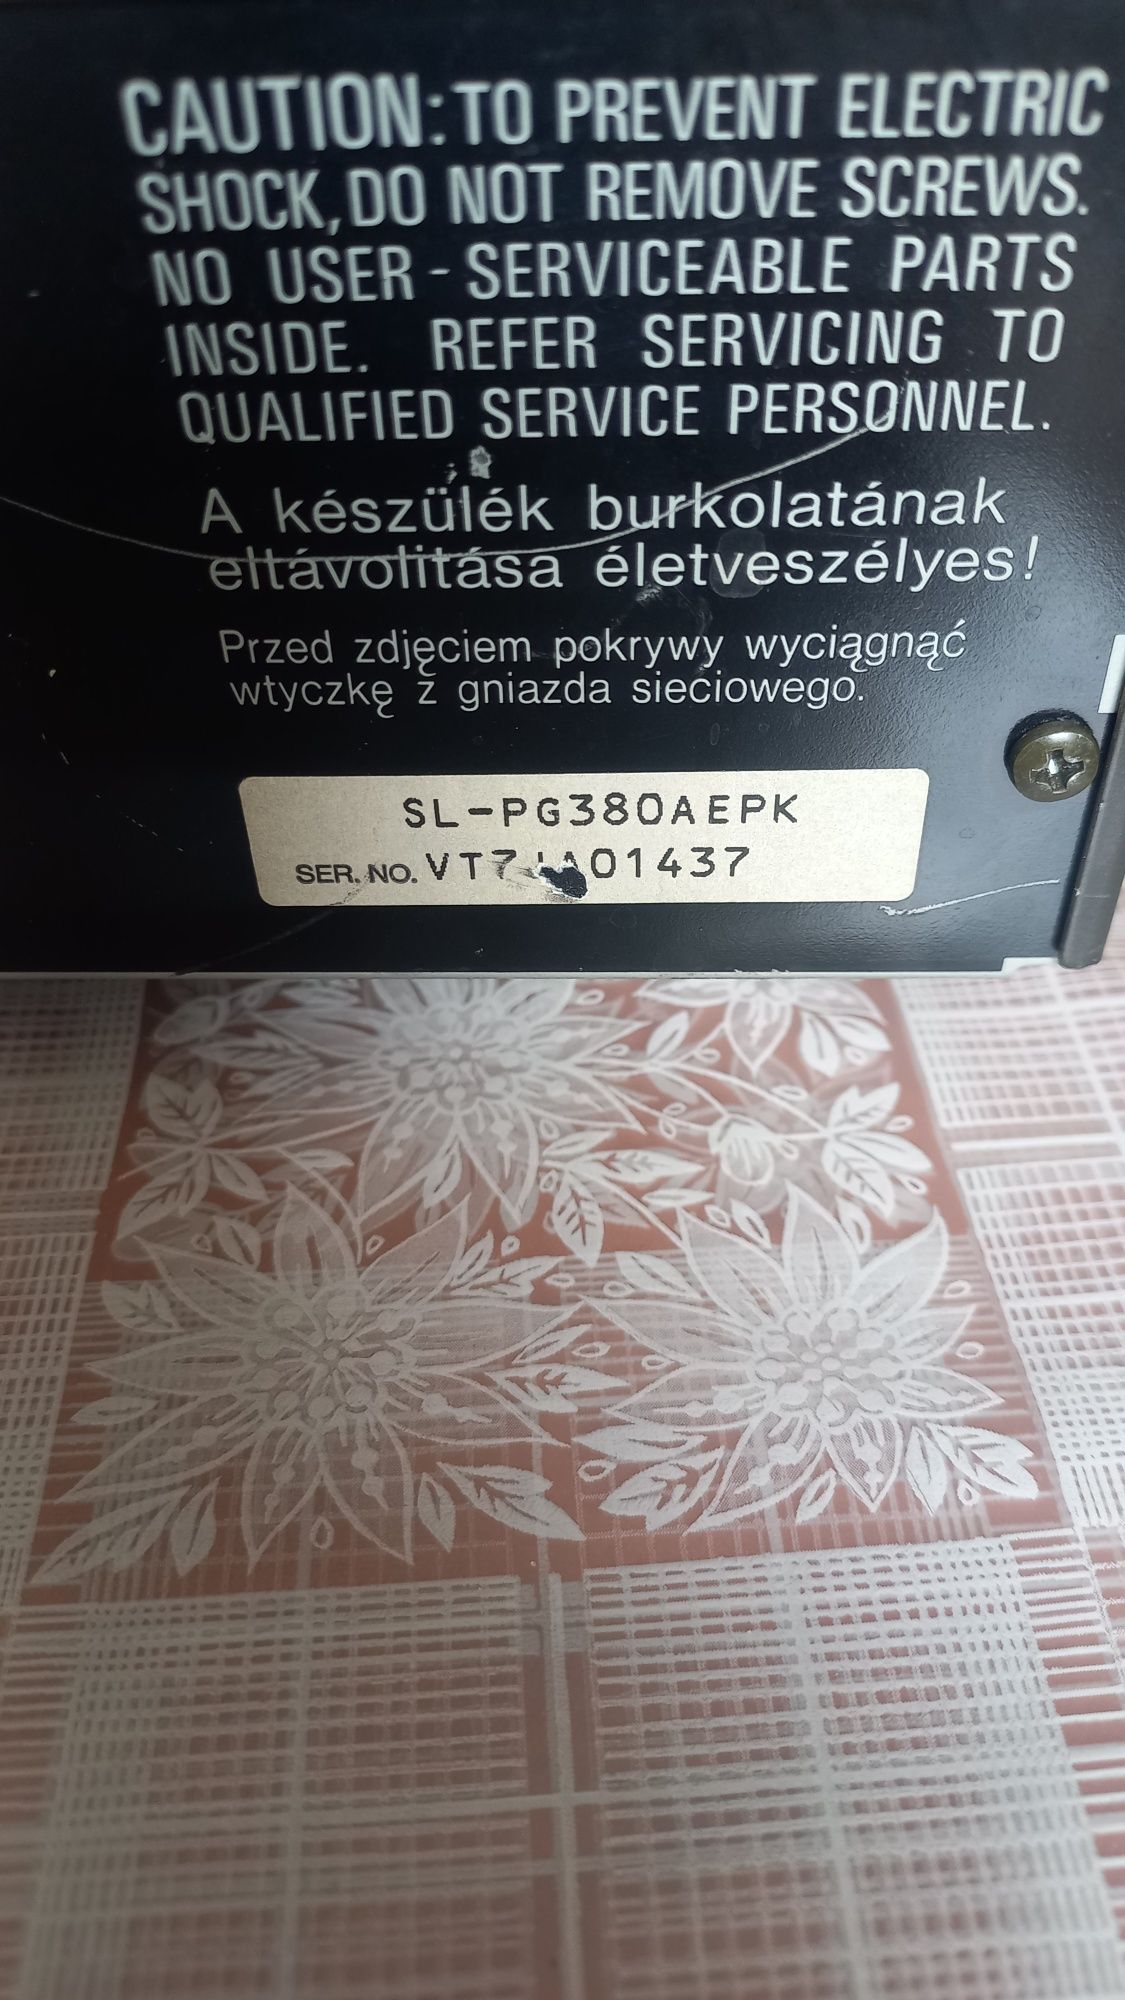 CAUTION: TO PREVENT ELECTRIC
SHOCK, DO NOT REMOVE SCREWS.
NO USER-SERVICEABLE PARTS
INSIDE. REFER SERVICING TO
QUALIFIED SERVICE PERSONNEL.
A készülék burkolatának
eltávolitása életveszélyes!
Przed zdjęciem pokrywy wyciągnąć
wtyczkę z gniazda sieciowego.
SL-PG380AEPK
SER. NO.